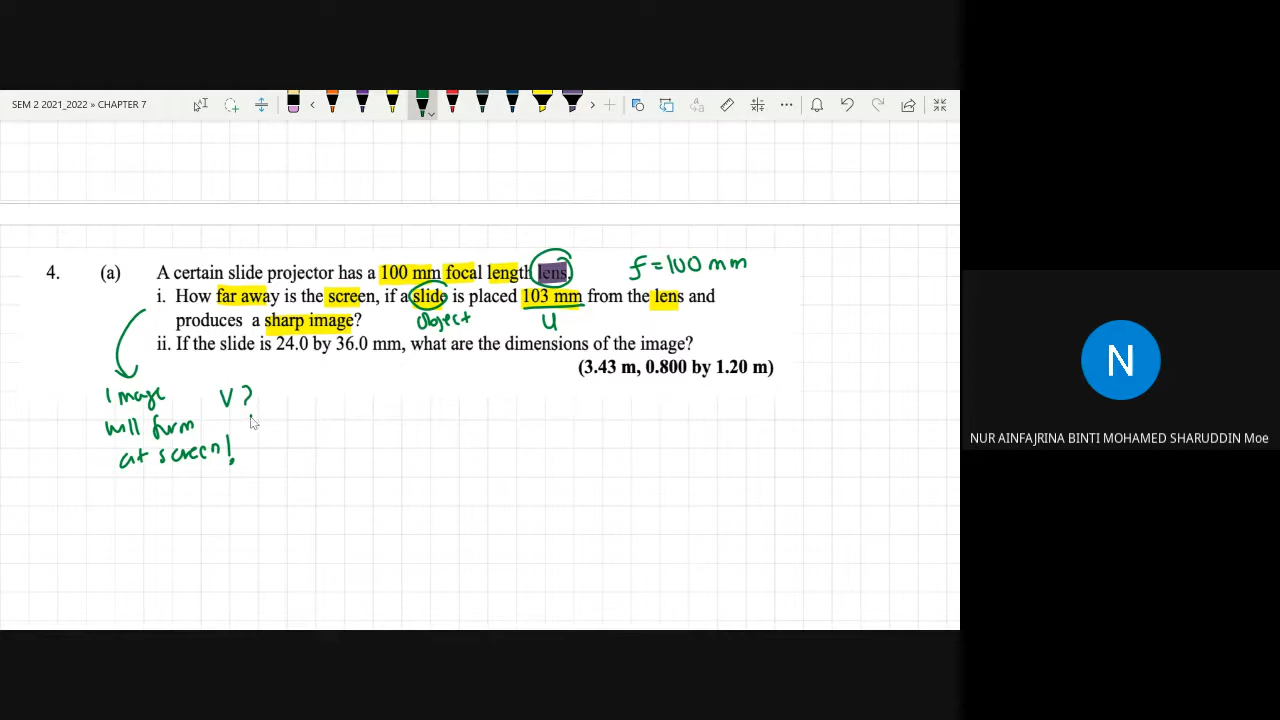 SEM 2 2021_2022 » CHAPTER 7
4. (a) A certain slide projector has a 100 mm focal length lens. f = 100 mm
i. How far away is the screen, if a slide is placed 103 mm from the lens and
object u
produces a sharp image?
ii. If the slide is 24.0 by 36.0 mm, what are the dimensions of the image?
(3.43 m, 0.800 by 1.20 m)
Image V?
will form
at screen!
N
NUR AINFAJRINA BINTI MOHAMED SHARUDDIN Moe